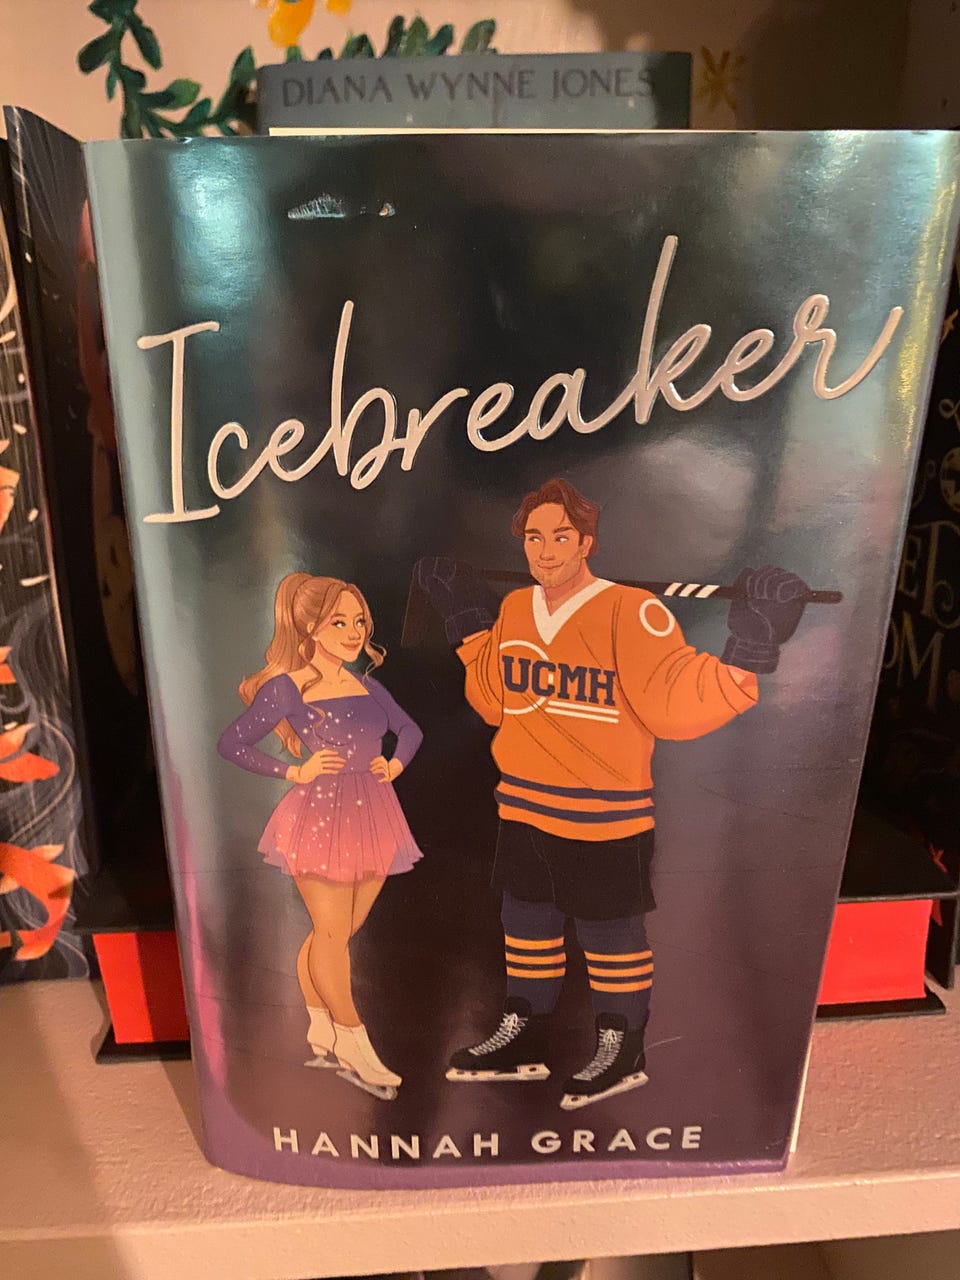 DIANA WYNNE JONES
Icebreaker
UCMH
HANNAH GRACE